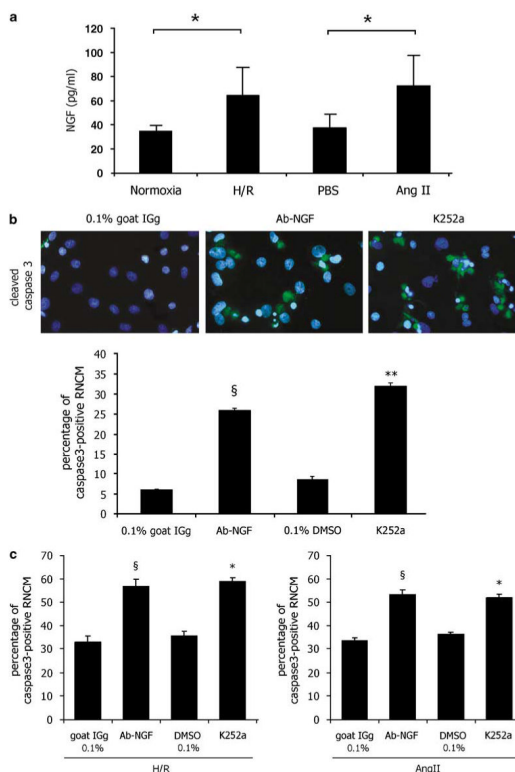 a
*
*
NGF (pg/ml)
120
100
80
60
40
20
0
Normoxia H/R PBS Ang II
b
0.1% goat IGg Ab-NGF K252a
cleaved
caspase 3
percentage of
caspase3-positive RNCM
40
35
30
25
20
15
10
5
0
§
**
0.1% goat IGg Ab-NGF 0.1% DMSO K252a
c
percentage of
caspase3-positive RNCM
70
60
50
40
30
20
10
0
§
*
goat IGg Ab-NGF DMSO K252a
0.1% 0.1%
H/R
percentage of
caspase3-positive RNCM
70
60
50
40
30
20
10
0
§
*
goat IGg Ab-NGF DMSO K252a
0.1% 0.1%
AngII